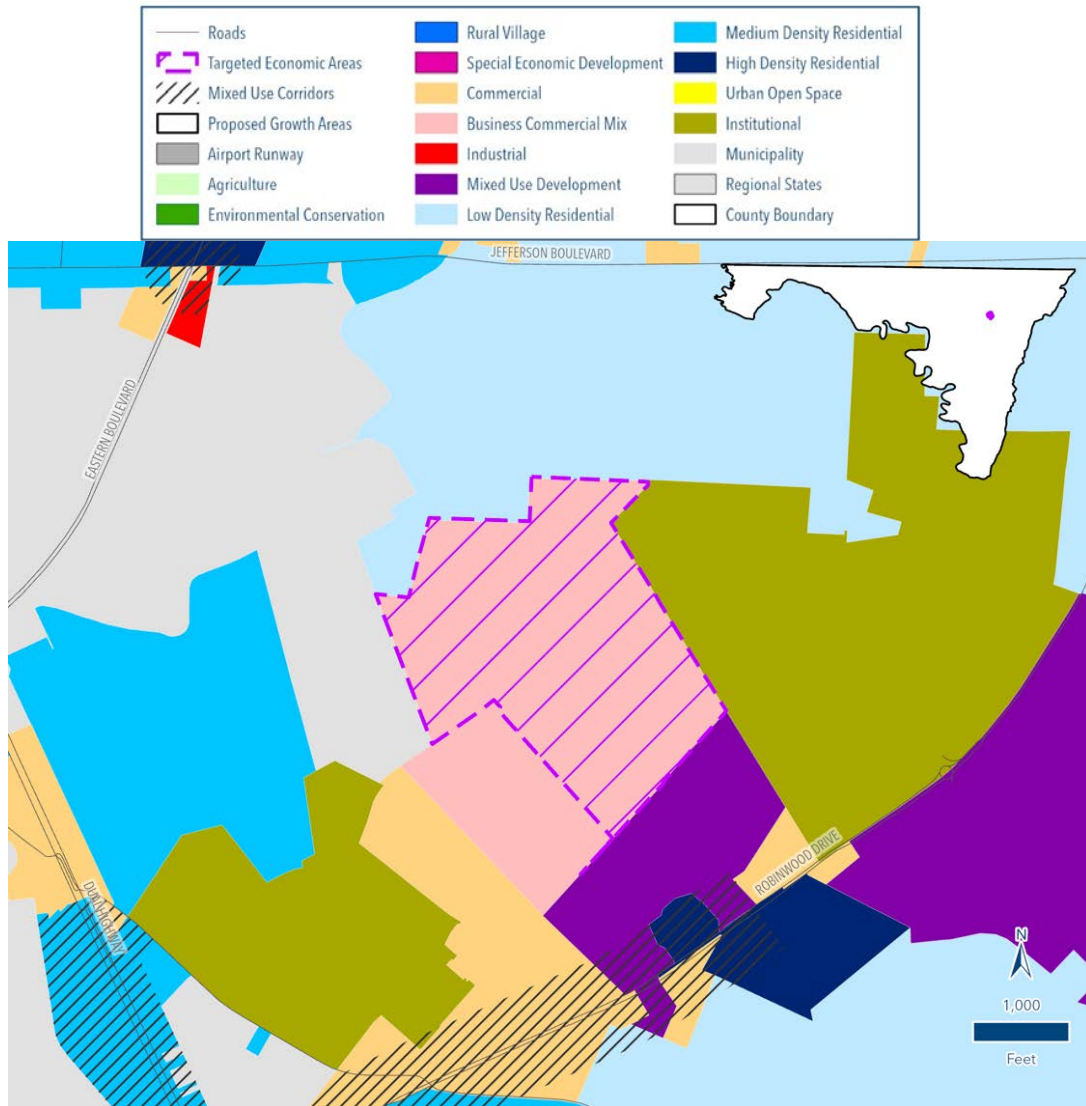 Roads
Targeted Economic Areas
Mixed Use Corridors
Proposed Growth Areas
Airport Runway
Agriculture
Environmental Conservation
Rural Village
Special Economic Development
Commercial
Business Commercial Mix
Industrial
Mixed Use Development
Low Density Residential
Medium Density Residential
High Density Residential
Urban Open Space
Institutional
Municipality
Regional States
County Boundary
JEFFERSON BOULEVARD
EASTERN BOULEVARD
ROBINWOOD DRIVE
DUAL HIGHWAY
N
1,000
Feet